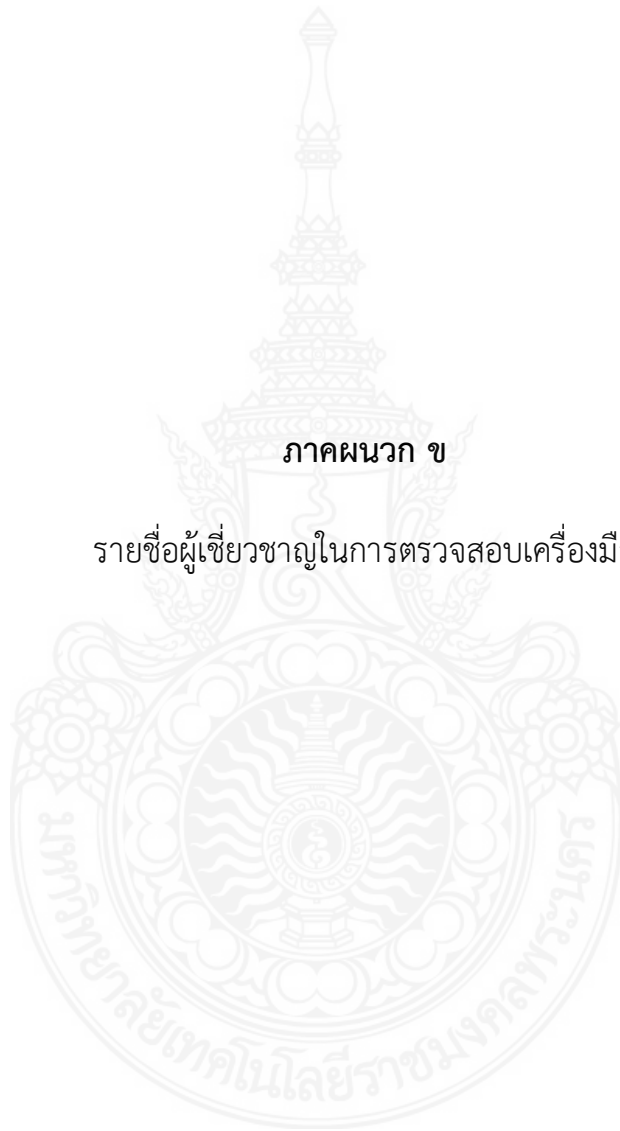 ภาคผนวก ข
รายชื่อผู้เชี่ยวชาญในการตรวจสอบเครื่องมื
มหาวิทยาลัยเทคโนโลยีราชมงคลพระนคร